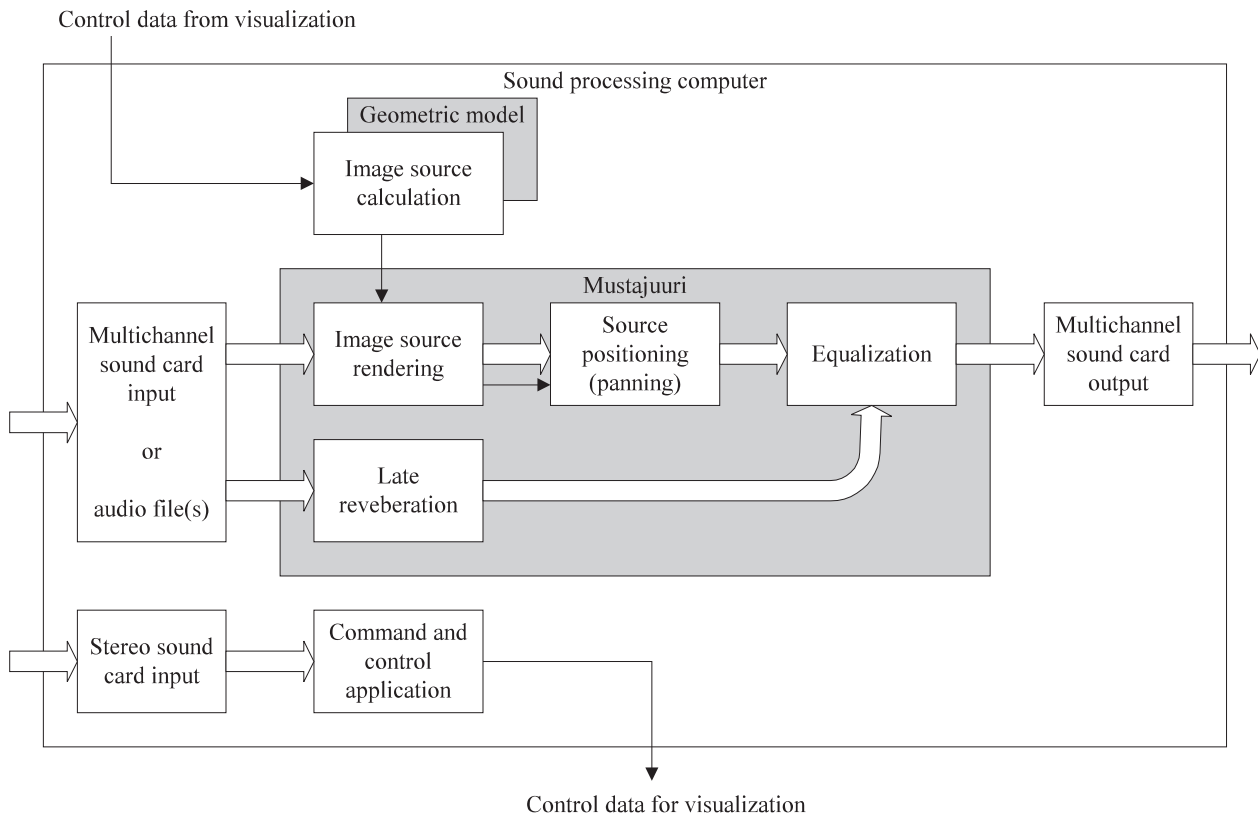 Control data from visualization
Sound processing computer
Geometric model
Image source
calculation
Mustajuuri
Multichannel
sound card
input
or
audio file(s)
Image source
rendering
Source
positioning
(panning)
Equalization
Multichannel
sound card
output
Late
reveberation
Stereo sound
card input
Command and
control
application
Control data for visualization